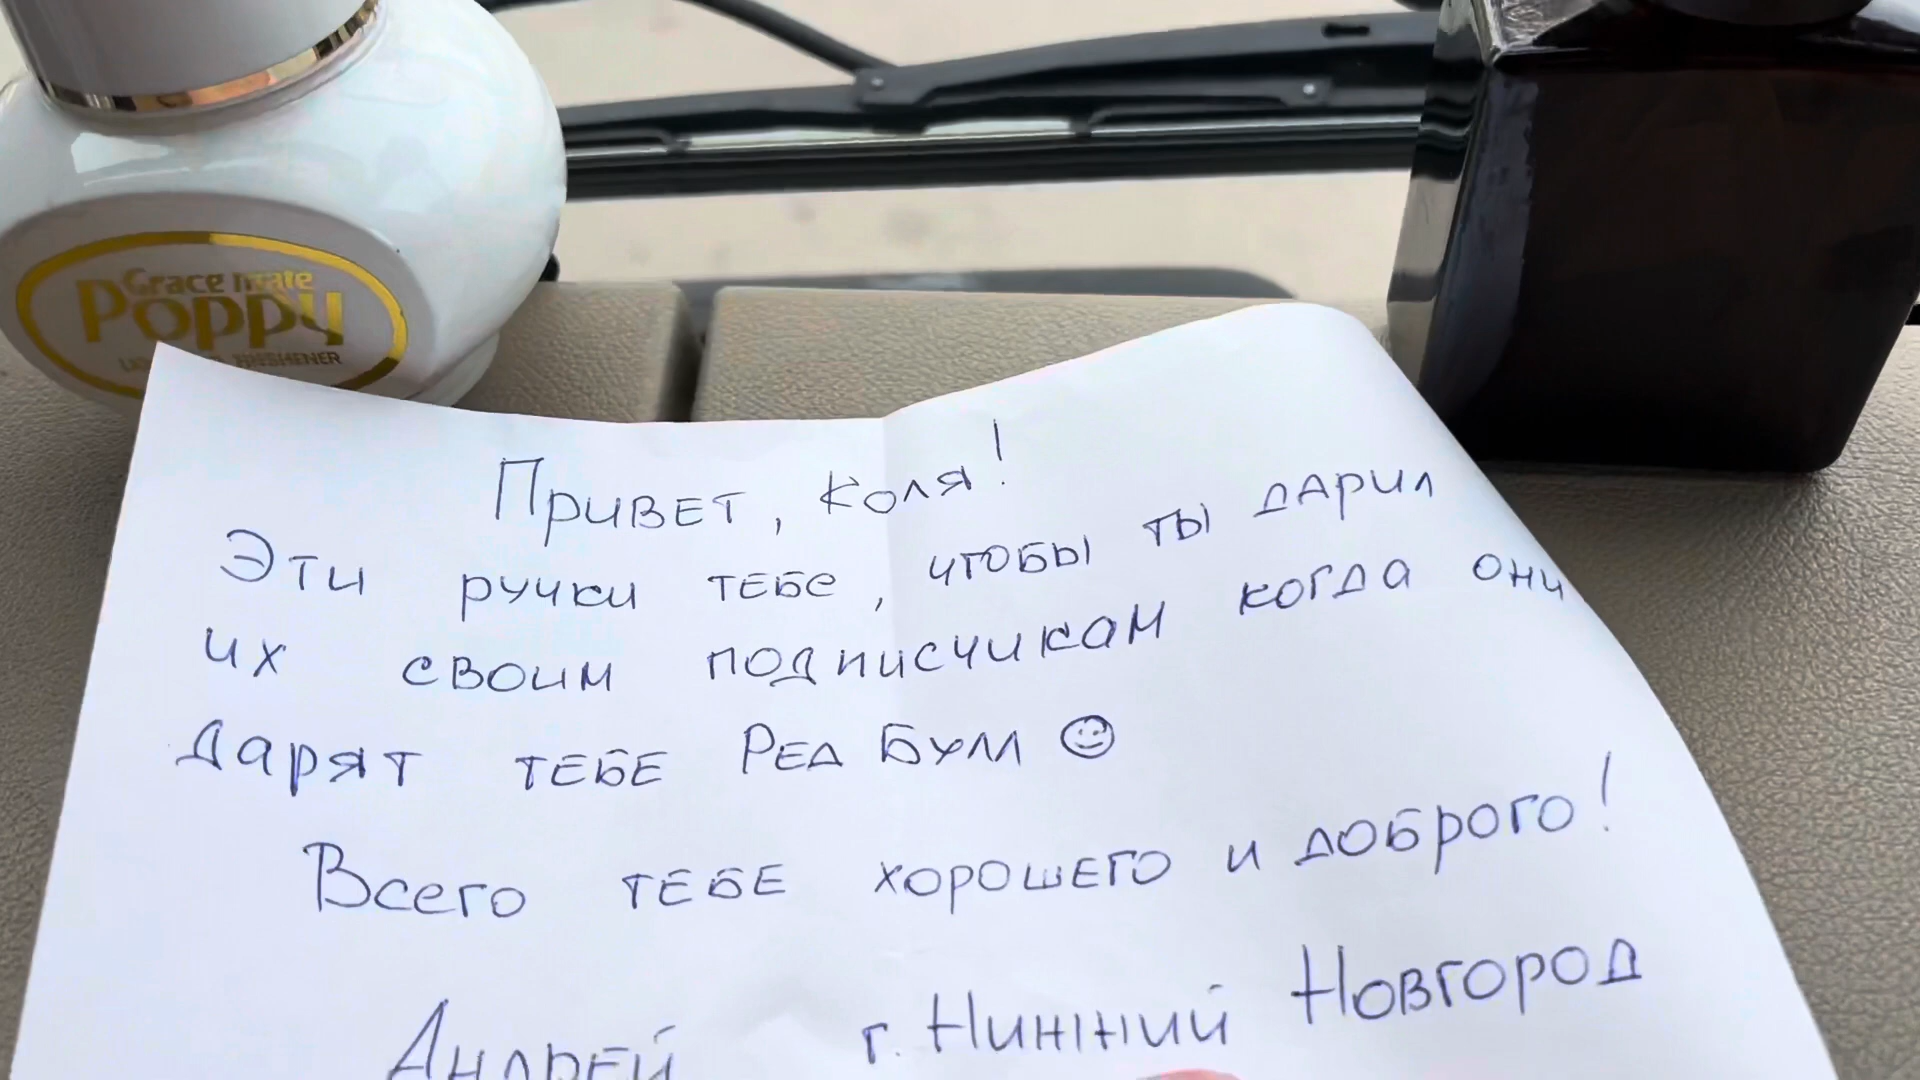 Grace mate
Poppy
Привет, Коля!
Эти ручки тебе, чтобы ты дарил
их своим подписчикам когда они
дарят тебе Ред Булл ☺
Всего тебе хорошего и доброго!
Андрей г. Нижний Новгород